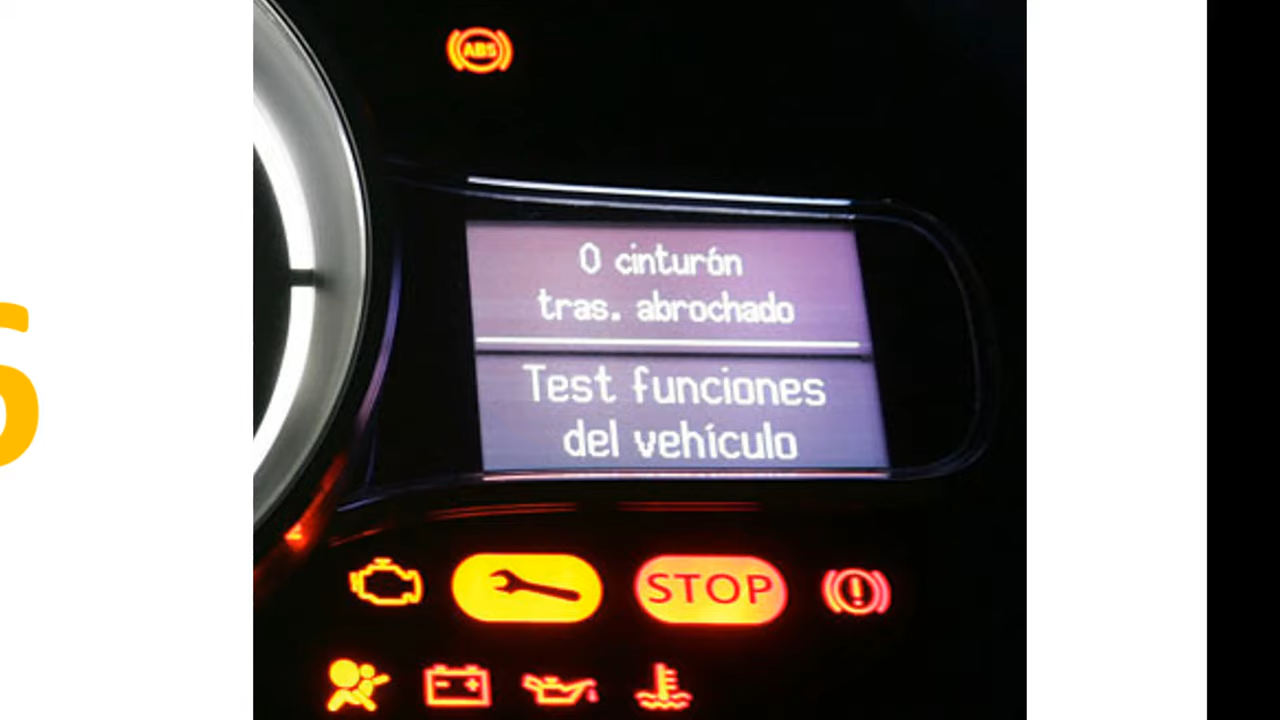 ABS
0 cinturón
tras. abrochado
Test funciones
del vehículo
STOP